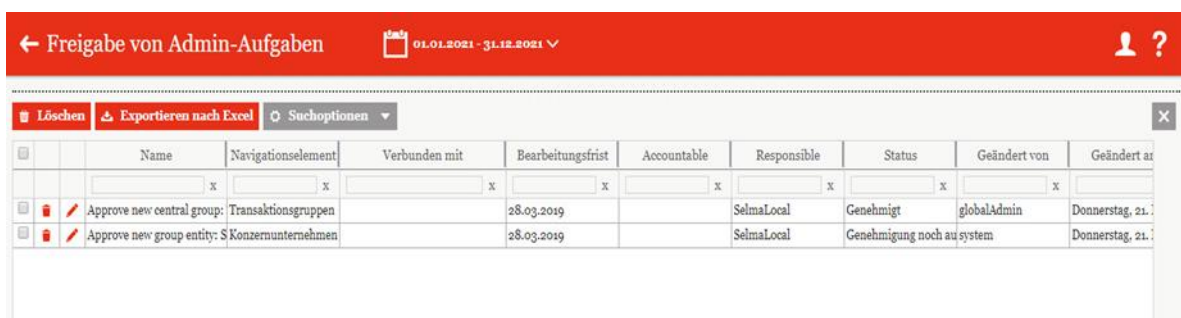 ← Freigabe von Admin-Aufgaben 01.01.2021 - 31.12.2021 ?
Löschen Exportieren nach Excel Suchoptionen X
Name Navigationselement Verbunden mit Bearbeitungsfrist Accountable Responsible Status Geändert von Geändert
x x x x x x x x
Approve new central group: Transaktionsgruppen 28.03.2019 SelmaLocal Genehmigt globalAdmin Donnerstag, 21.
Approve new group entity: S Konzernunternehmen 28.03.2019 SelmaLocal Genehmigung noch au system Donnerstag, 21.